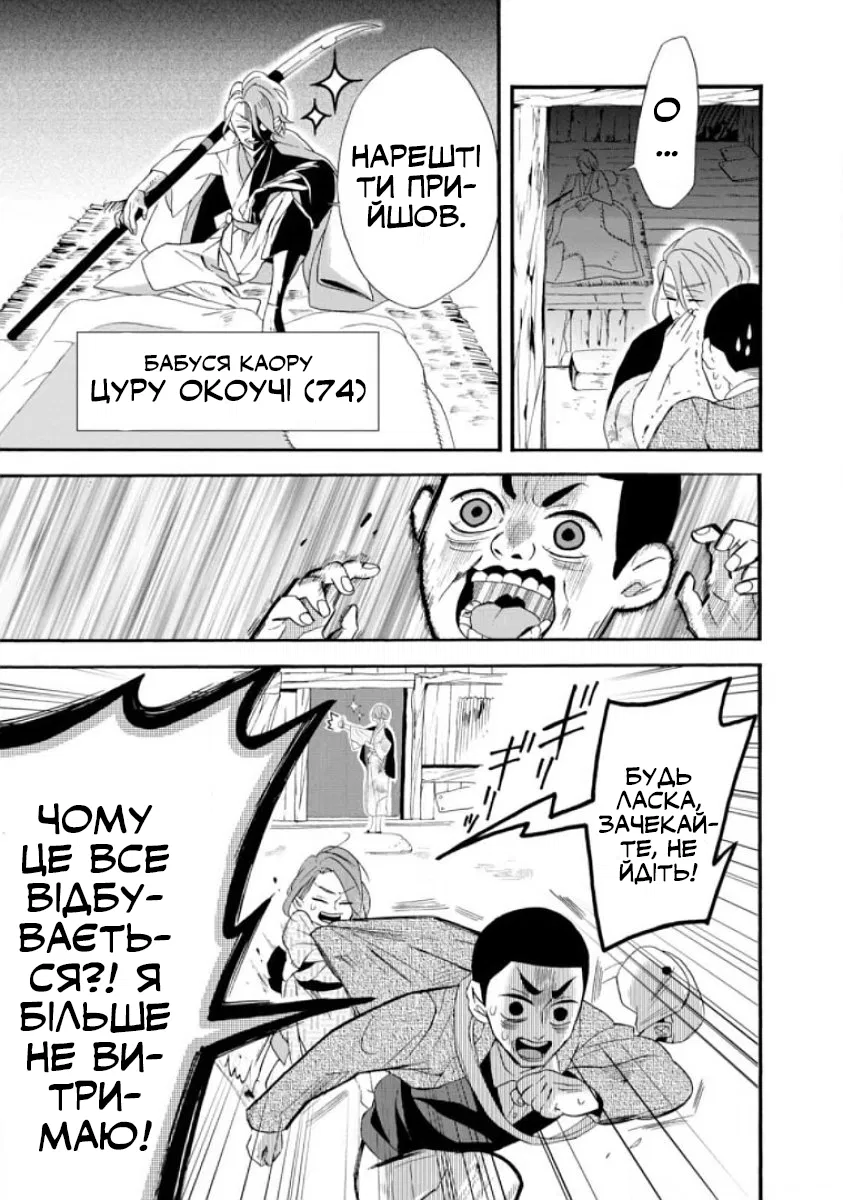 О
...
НАРЕШТІ
ТИ ПРИ-
ЙШОВ.
БАБУСЯ КАОРУ
ЦУРУ ОКОУЧІ (74)
БУДЬ
ЛАСКА,
ЗАЧЕКАЙ-
ТЕ, НЕ
ЙДІТЬ!
ЧОМУ
ЦЕ ВСЕ
ВІДБУ-
ВАЄТЬ-
СЯ?! Я
БІЛЬШЕ
НЕ ВИ-
ТРИ-
МАЮ!